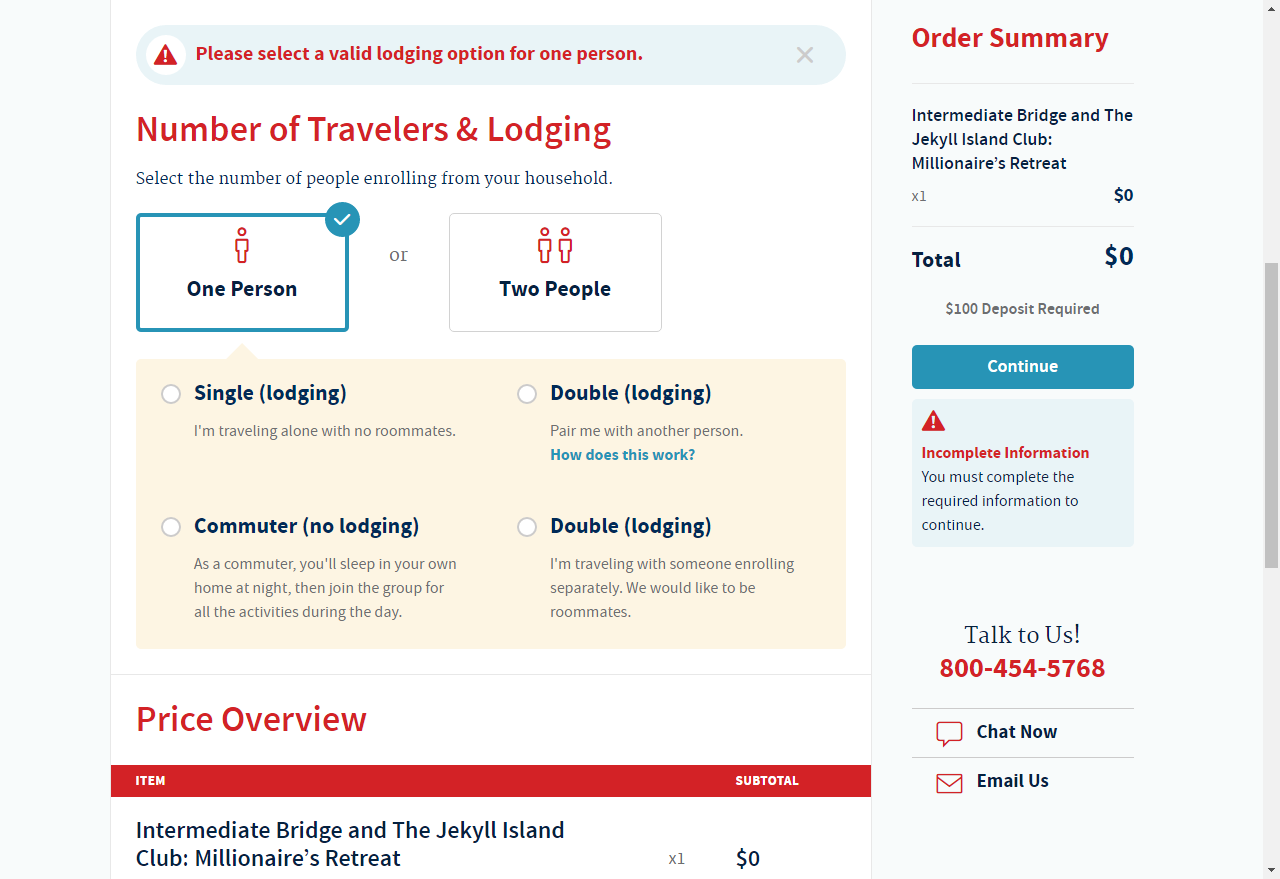 Please select a valid lodging option for one person.
Number of Travelers & Lodging
Select the number of people enrolling from your household.
One Person
or
Two People
Single (lodging)
I'm traveling alone with no roommates.
Double (lodging)
Pair me with another person.
How does this work?
Commuter (no lodging)
As a commuter, you'll sleep in your own
home at night, then join the group for
all the activities during the day.
Double (lodging)
I'm traveling with someone enrolling
separately. We would like to be
roommates.
Price Overview
ITEM SUBTOTAL
Intermediate Bridge and The Jekyll Island
Club: Millionaire’s Retreat x1 $0
Order Summary
Intermediate Bridge and The
Jekyll Island Club:
Millionaire’s Retreat
x1 $0
Total $0
$100 Deposit Required
Continue
Incomplete Information
You must complete the
required information to
continue.
Talk to Us!
800-454-5768
Chat Now
Email Us